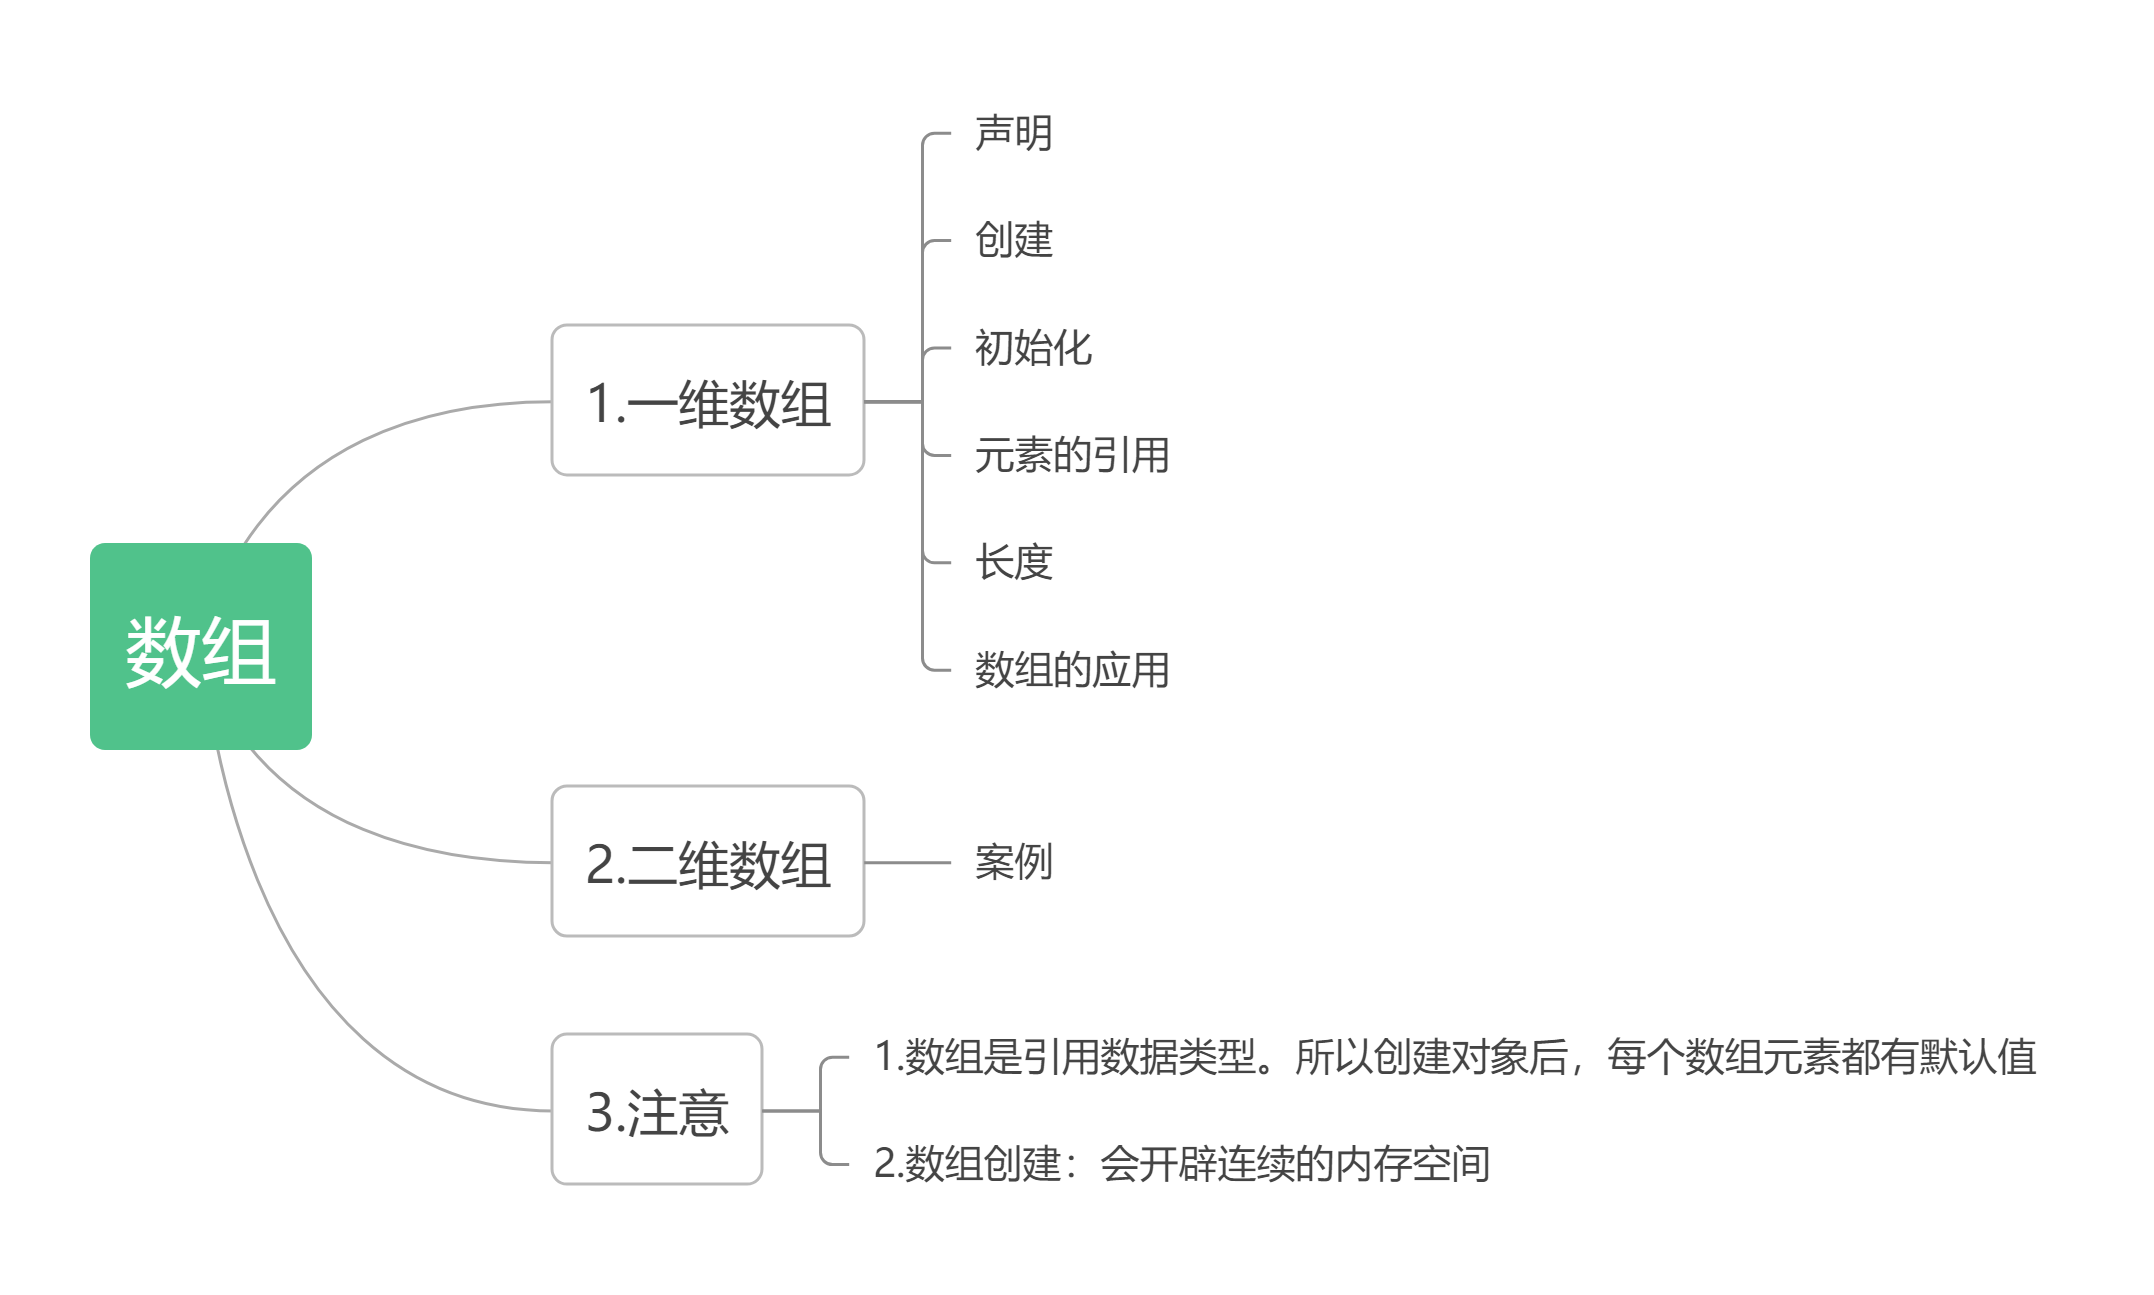 数组
1.一维数组
声明
创建
初始化
元素的引用
长度
数组的应用
2.二维数组
案例
3.注意
1.数组是引用数据类型。所以创建对象后，每个数组元素都有默认值
2.数组创建：会开辟连续的内存空间